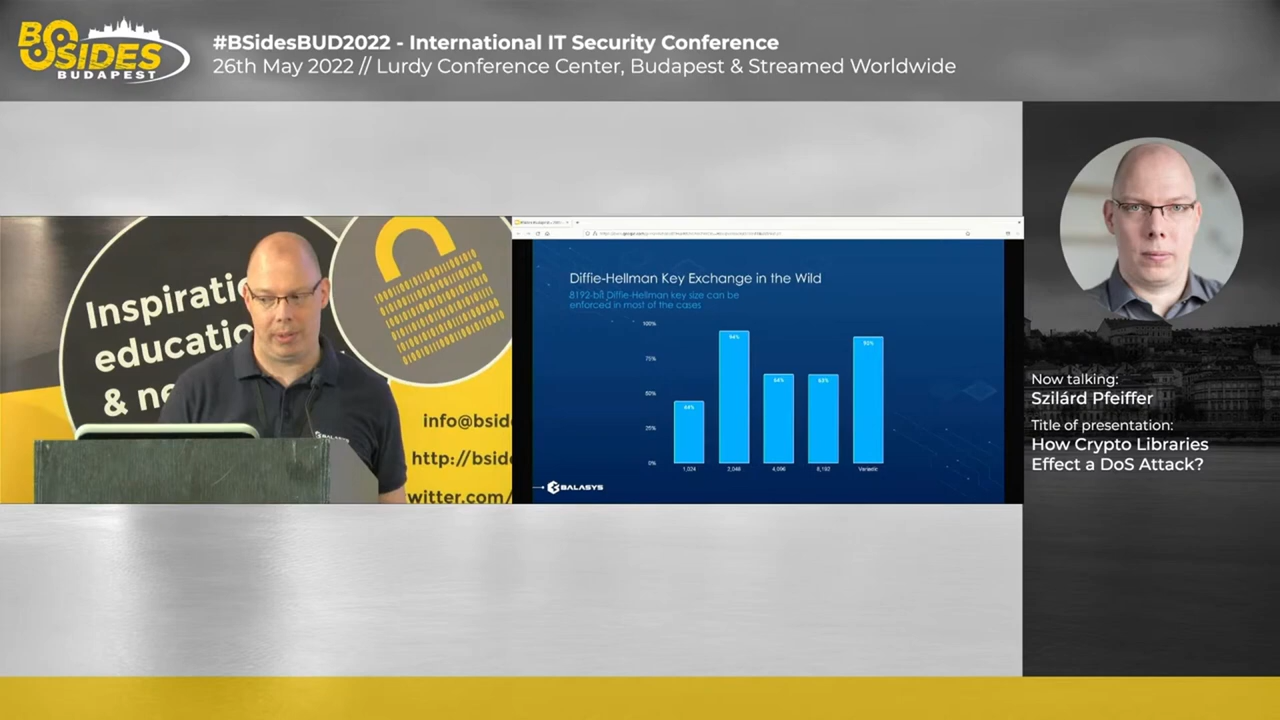 BSIDES
BUDAPEST
#BSidesBUD2022 - International IT Security Conference
26th May 2022 // Lurdy Conference Center, Budapest & Streamed Worldwide
Inspiratio
educatio
& ne
info@bside
http://bside
witter.com/
Diffie-Hellman Key Exchange in the Wild
8192-bit Diffie-Hellman key size can be
enforced in most of the cases
100%
75%
50%
25%
0%
44%
94%
64%
63%
90%
1,024
2,048
4,096
8,192
Variadic
BALASYS
Now talking:
Szilárd Pfeiffer
Title of presentation:
How Crypto Libraries
Effect a DoS Attack?